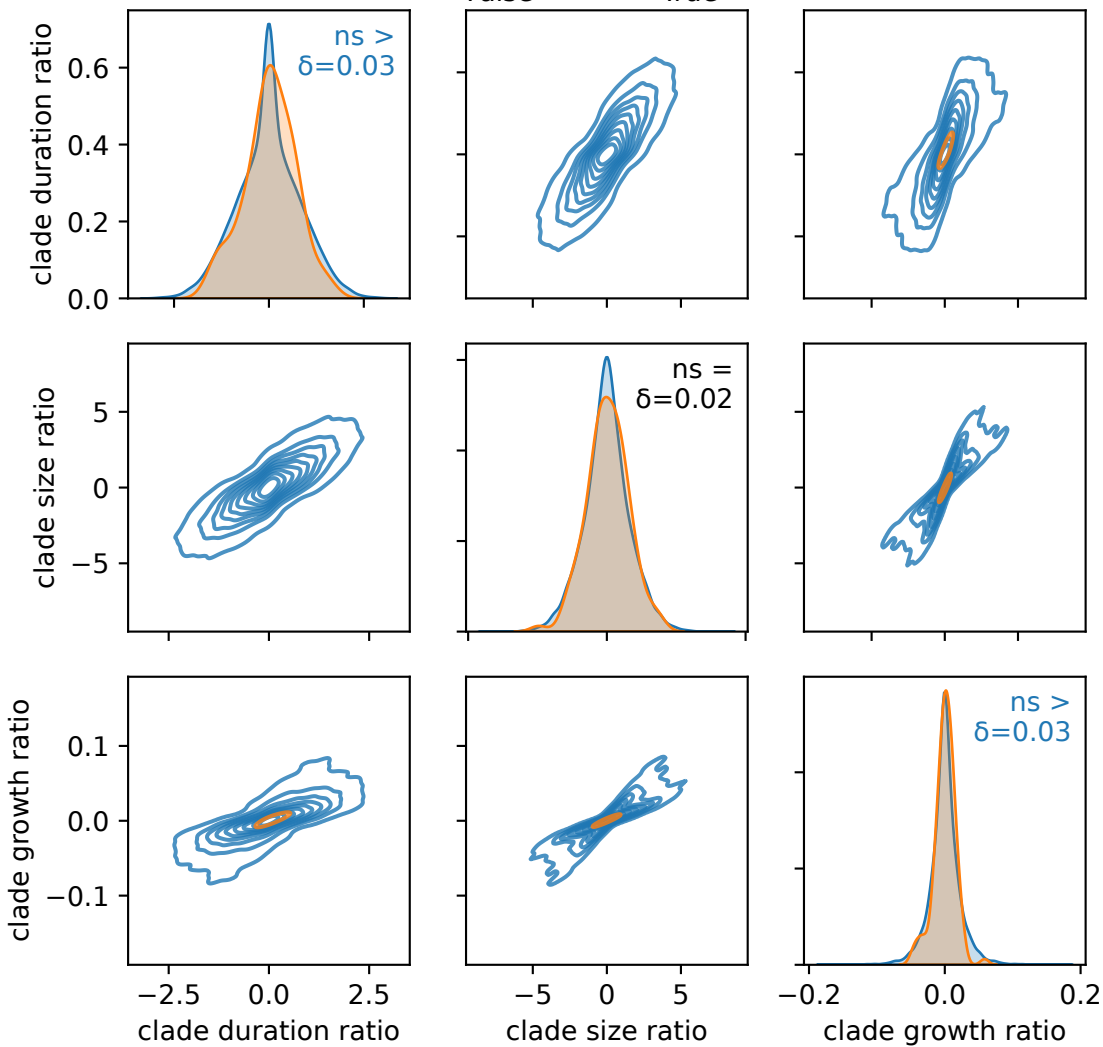 clade duration ratio
0.6
0.4
0.2
0.0
ns >
δ=0.03
clade size ratio
5
0
−5
ns =
δ=0.02
clade growth ratio
0.1
0.0
−0.1
ns >
δ=0.03
−2.5 0.0 2.5
−5 0 5
−0.2 0.0 0.2
clade duration ratio
clade size ratio
clade growth ratio